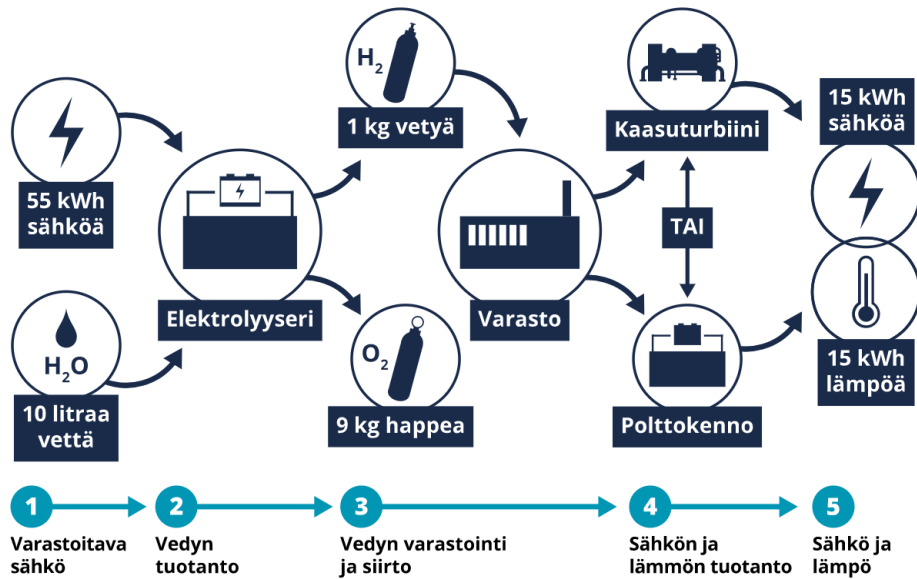 55 kWh
sähköä
H₂O
10 litraa
vettä
Elektrolyyseri
H₂
1 kg vetyä
O₂
9 kg happea
Varasto
Kaasuturbiini
TAI
Polttokenno
15 kWh
sähköä
15 kWh
lämpöä
1
Varastoitava
sähkö
2
Vedyn
tuotanto
3
Vedyn varastointi
ja siirto
4
Sähkön ja
lämmön tuotanto
5
Sähkö ja
lämpö